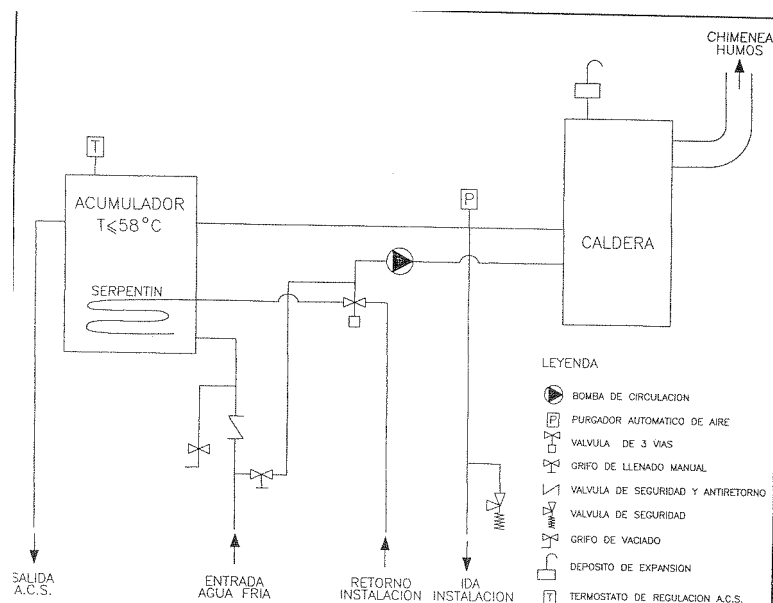 CHIMENEA
HUMOS
T
ACUMULADOR
T⩽58°C
P
CALDERA
SERPENTIN
LEYENDA
BOMBA DE CIRCULACION
P PURGADOR AUTOMATICO DE AIRE
VALVULA DE 3 VIAS
GRIFO DE LLENADO MANUAL
VALVULA DE SEGURIDAD Y ANTIRETORNO
VALVULA DE SEGURIDAD
GRIFO DE VACIADO
DEPOSITO DE EXPANSION
T TERMOSTATO DE REGULACION A.C.S.
SALIDA
A.C.S.
ENTRADA
AGUA FRIA
RETORNO
INSTALACION
IDA
INSTALACION